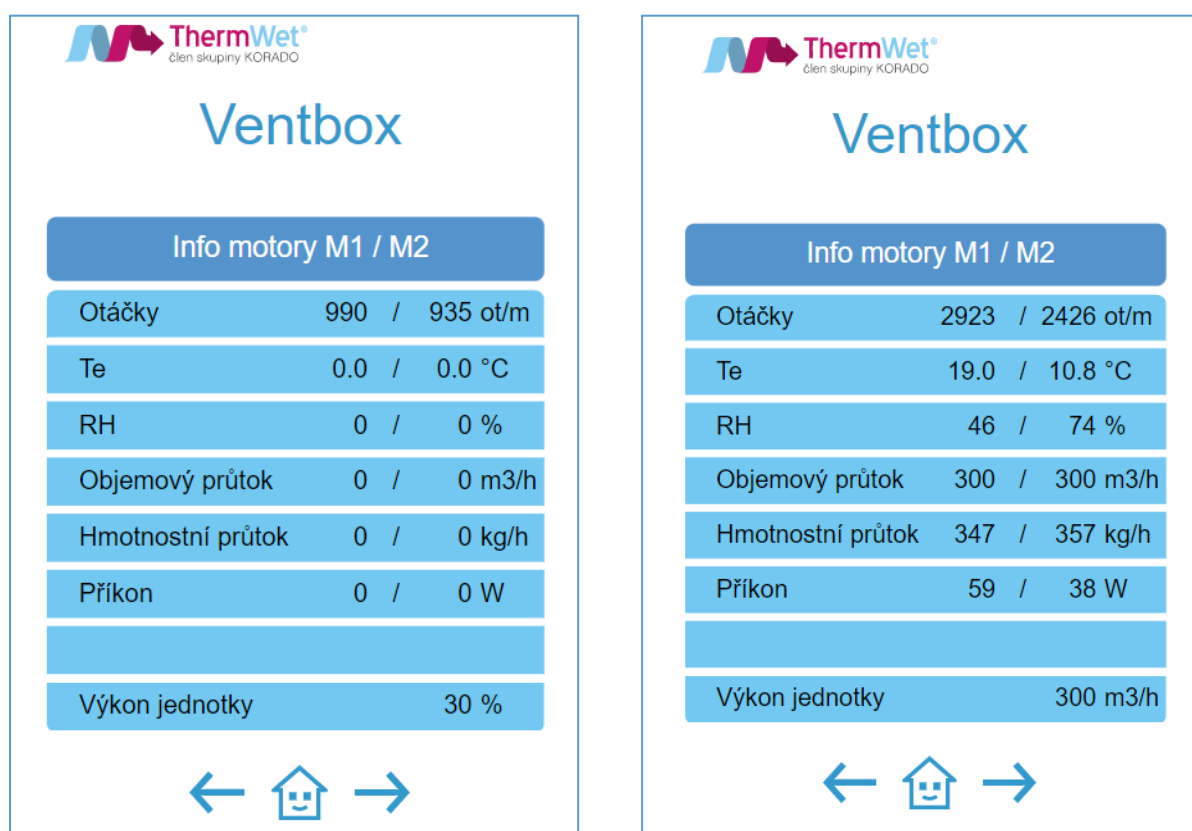 ThermWet®
člen skupiny KORADO
Ventbox
Info motory M1 / M2
Otáčky 990 / 935 ot/m
Te 0.0 / 0.0 °C
RH 0 / 0 %
Objemový průtok 0 / 0 m3/h
Hmotnostní průtok 0 / 0 kg/h
Příkon 0 / 0 W
Výkon jednotky 30 %
ThermWet®
člen skupiny KORADO
Ventbox
Info motory M1 / M2
Otáčky 2923 / 2426 ot/m
Te 19.0 / 10.8 °C
RH 46 / 74 %
Objemový průtok 300 / 300 m3/h
Hmotnostní průtok 347 / 357 kg/h
Příkon 59 / 38 W
Výkon jednotky 300 m3/h